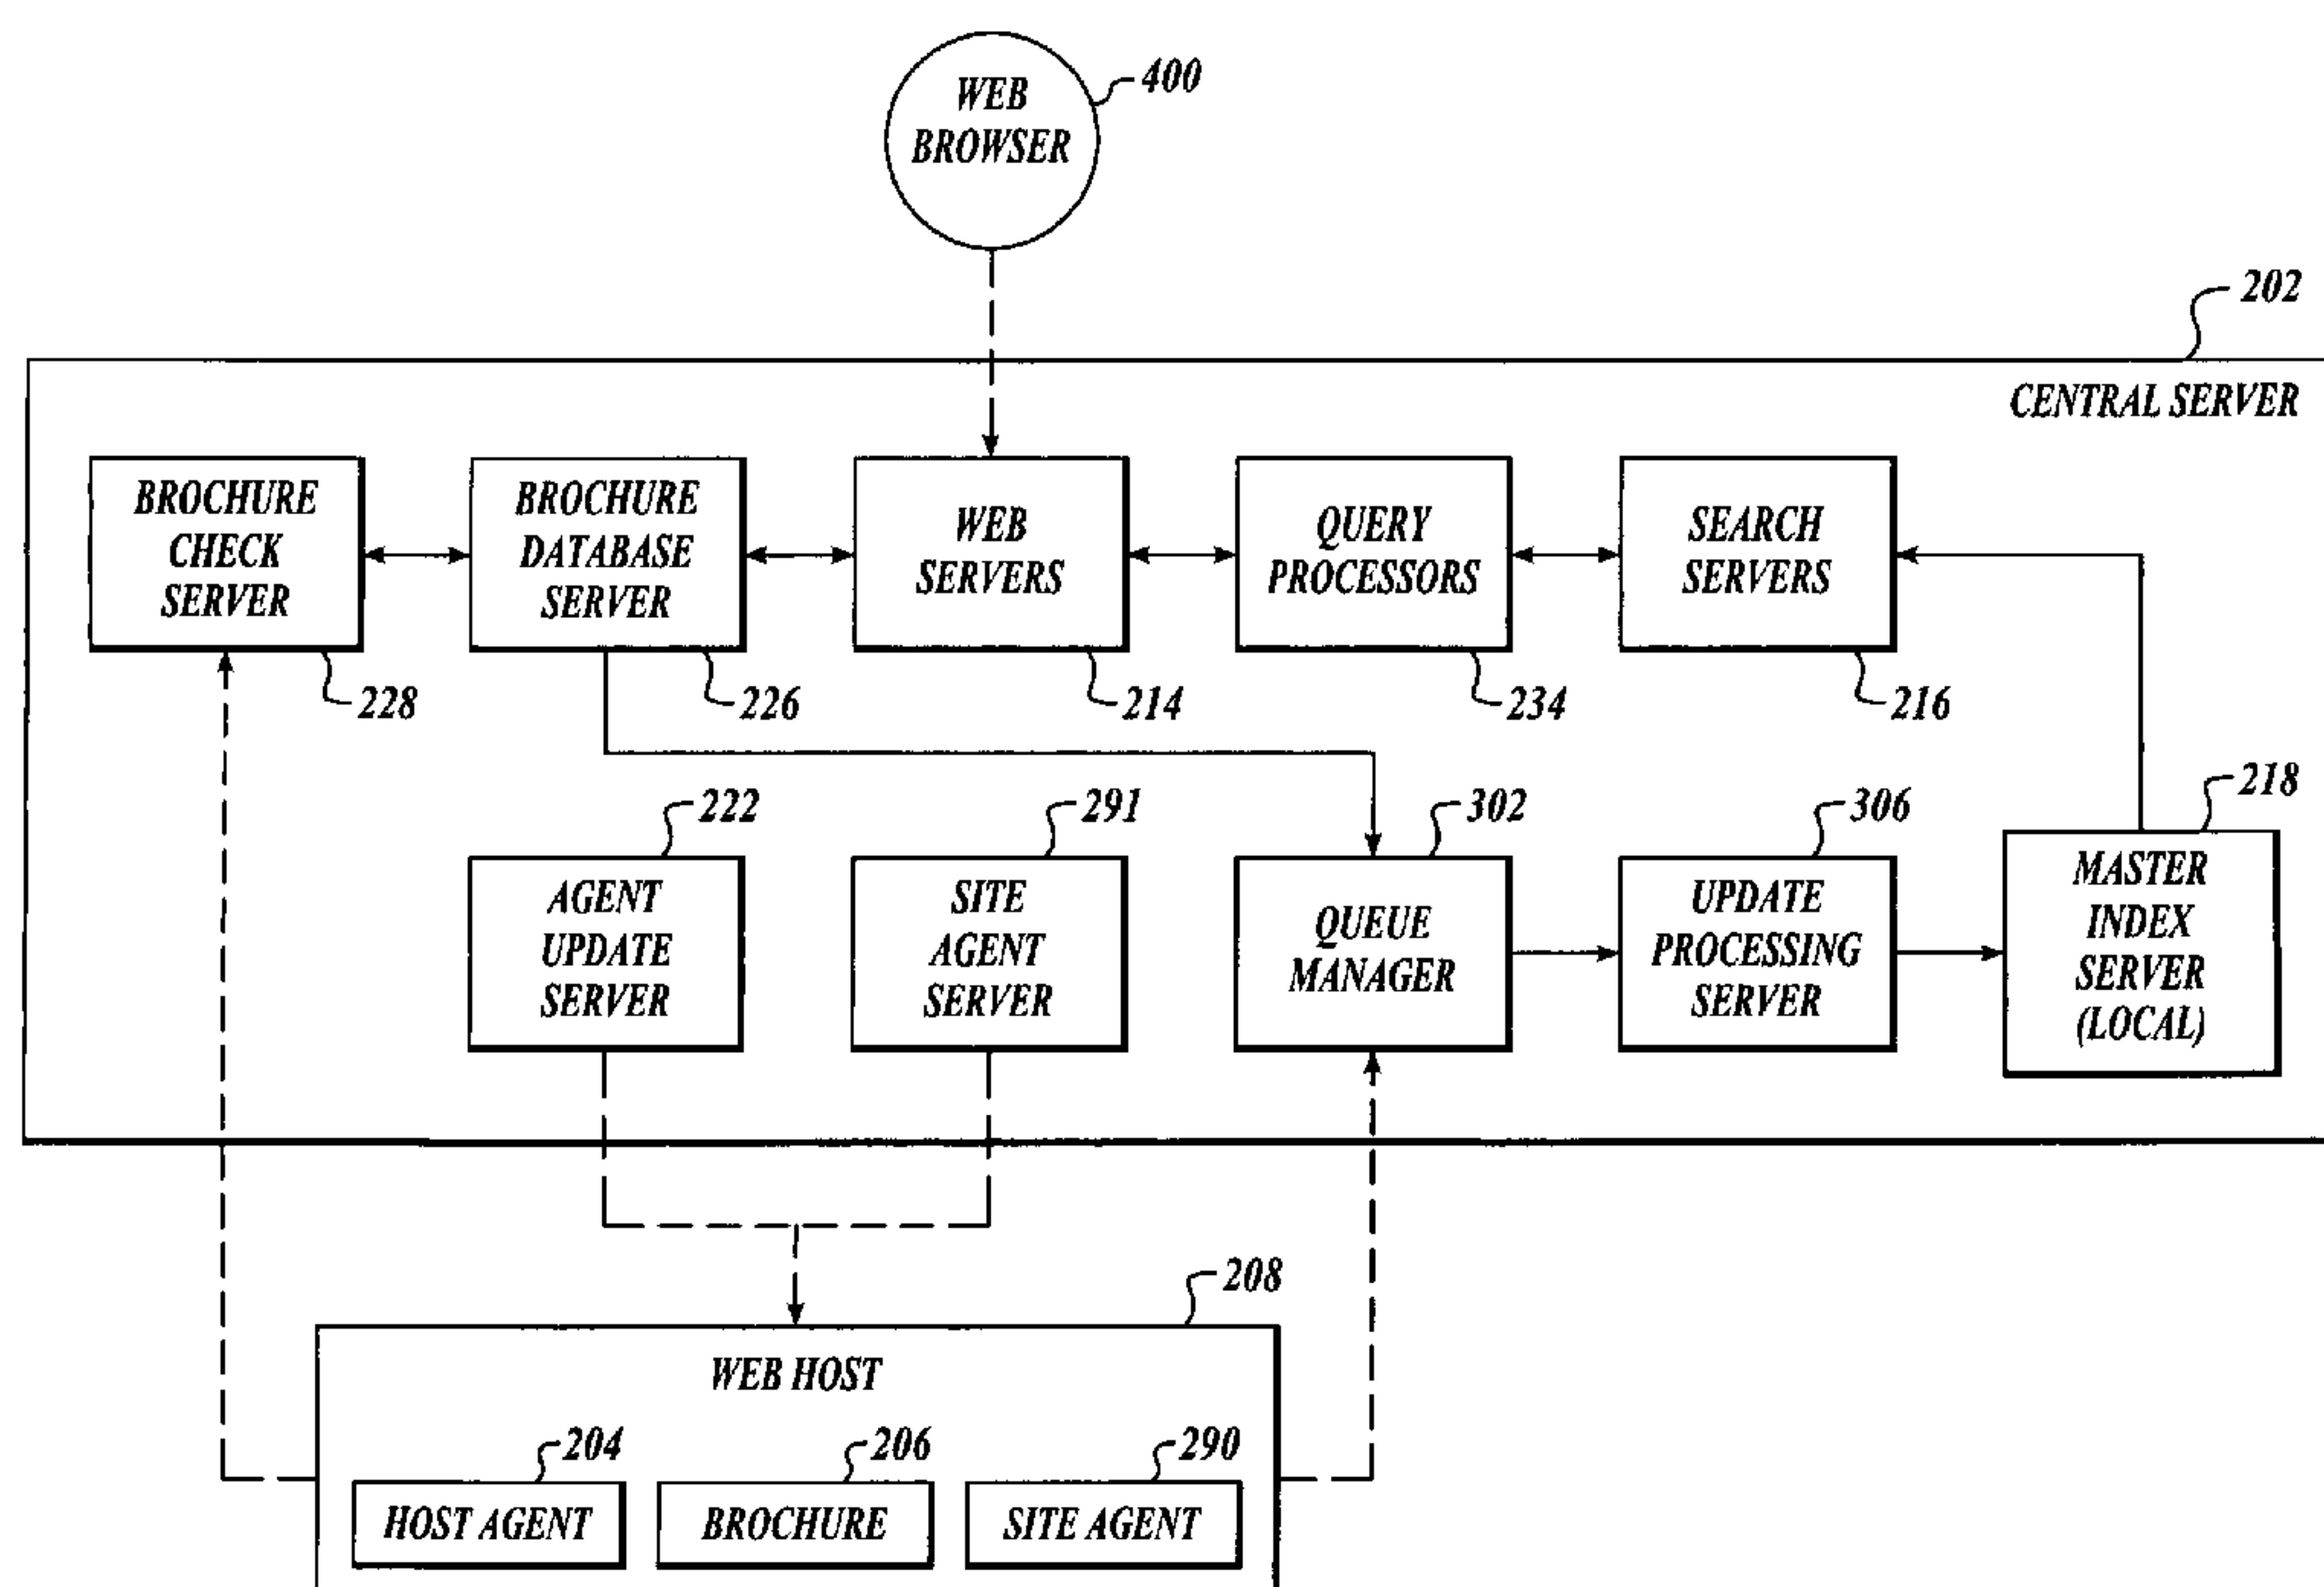 WEB
BROWSER
400
202
CENTRAL SERVER
BROCHURE
CHECK
SERVER
228
BROCHURE
DATABASE
SERVER
226
WEB
SERVERS
214
QUERY
PROCESSORS
234
SEARCH
SERVERS
216
222
AGENT
UPDATE
SERVER
291
SITE
AGENT
SERVER
302
QUEUE
MANAGER
306
UPDATE
PROCESSING
SERVER
218
MASTER
INDEX
SERVER
(LOCAL)
208
WEB HOST
204
HOST AGENT
206
BROCHURE
290
SITE AGENT